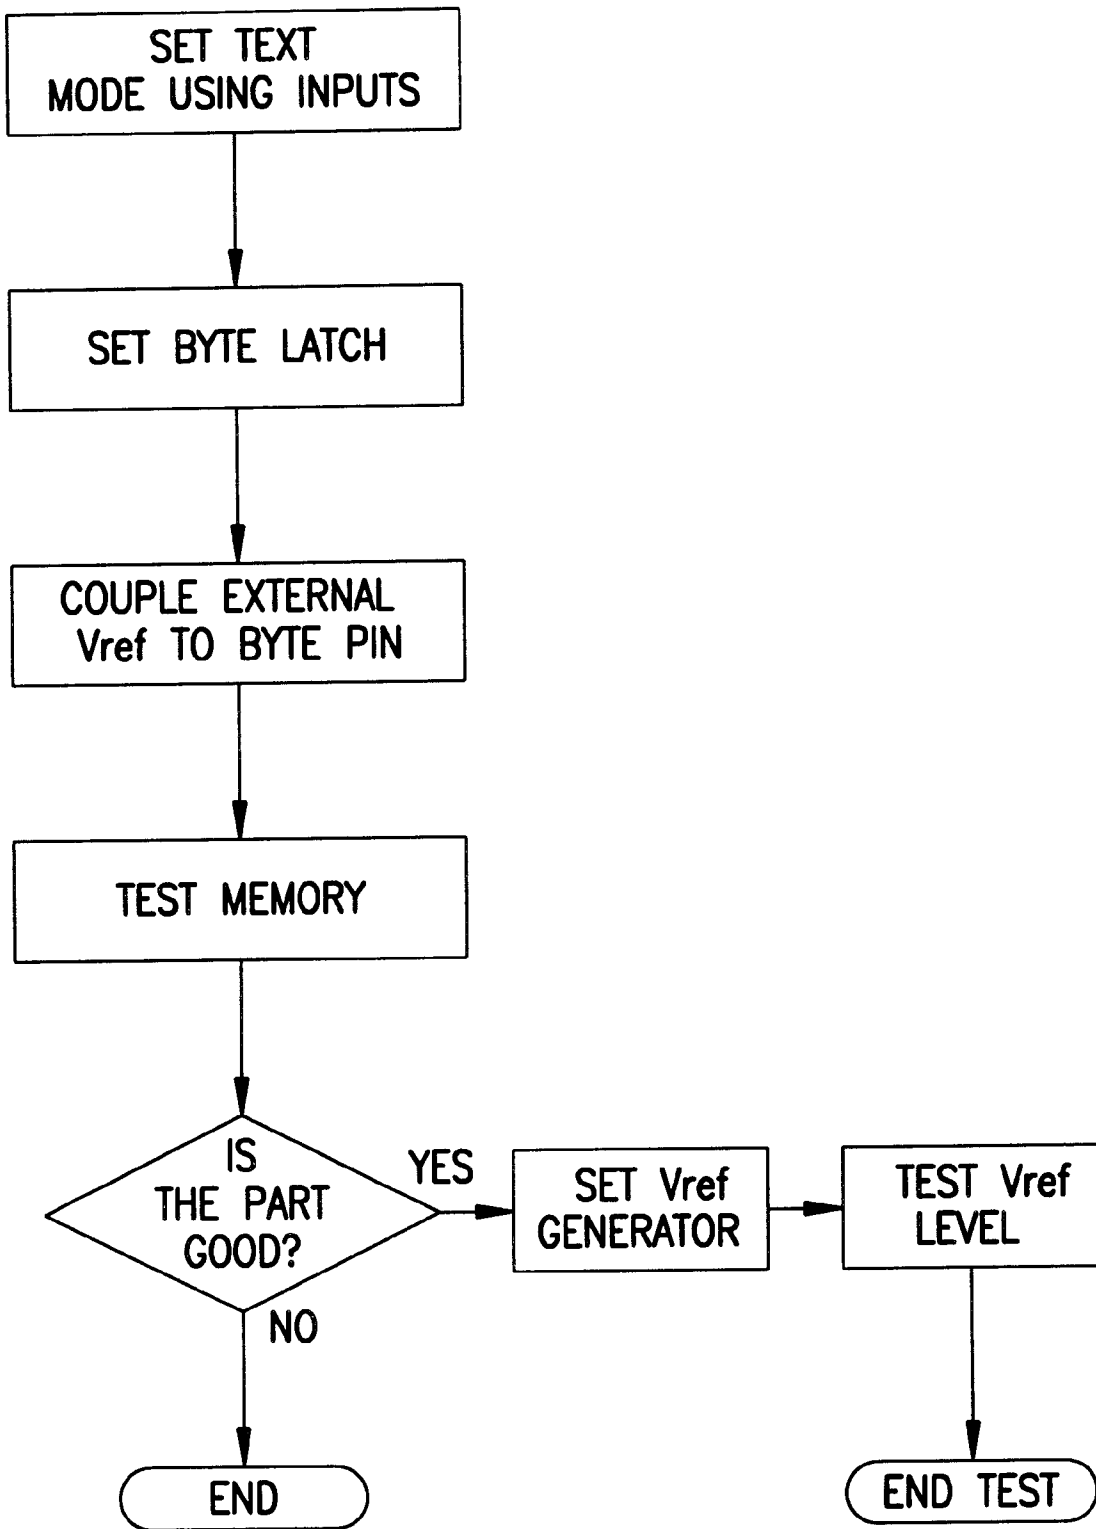 SET TEXT
MODE USING INPUTS
SET BYTE LATCH
COUPLE EXTERNAL
Vref TO BYTE PIN
TEST MEMORY
IS
THE PART
GOOD?
YES
SET Vref
GENERATOR
TEST Vref
LEVEL
NO
END
END TEST